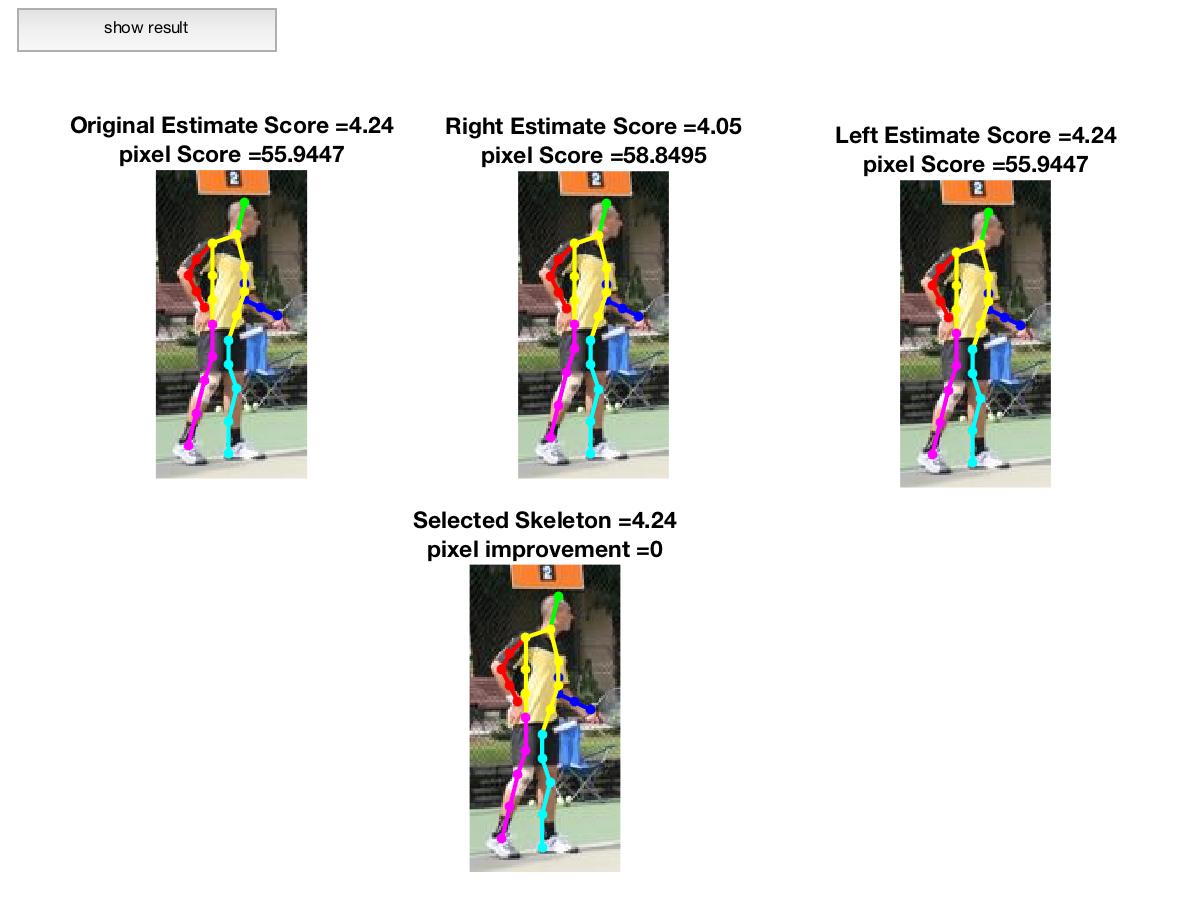 show result
Original Estimate Score =4.24
pixel Score =55.9447
Right Estimate Score =4.05
pixel Score =58.8495
Left Estimate Score =4.24
pixel Score =55.9447
2
2
2
Selected Skeleton =4.24
pixel improvement =0
2